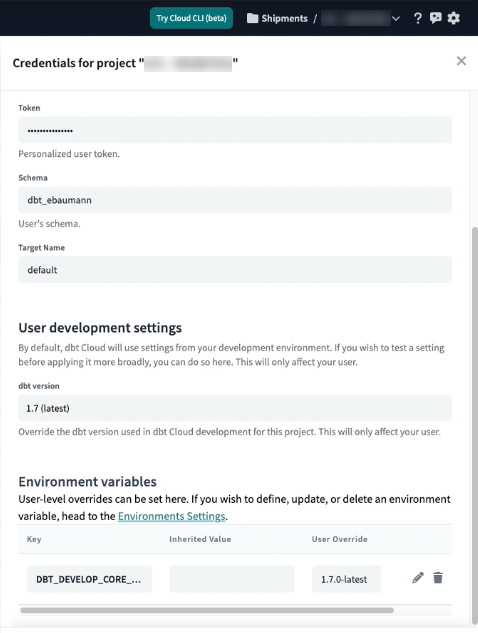 Try Cloud CLI (beta)
Shipments /
?
Credentials for project " "
Token
•••••••••••••••
Personalized user token.
Schema
dbt_ebaumann
User's schema.
Target Name
default
User development settings
By default, dbt Cloud will use settings from your development environment. If you wish to test a setting
before applying it more broadly, you can do so here. This will only affect your user.
dbt version
1.7 (latest)
Override the dbt version used in dbt Cloud development for this project. This will only affect your user.
Environment variables
User-level overrides can be set here. If you wish to define, update, or delete an environment
variable, head to the Environments Settings.
Key Inherited Value User Override
DBT_DEVELOP_CORE_... 1.7.0-latest